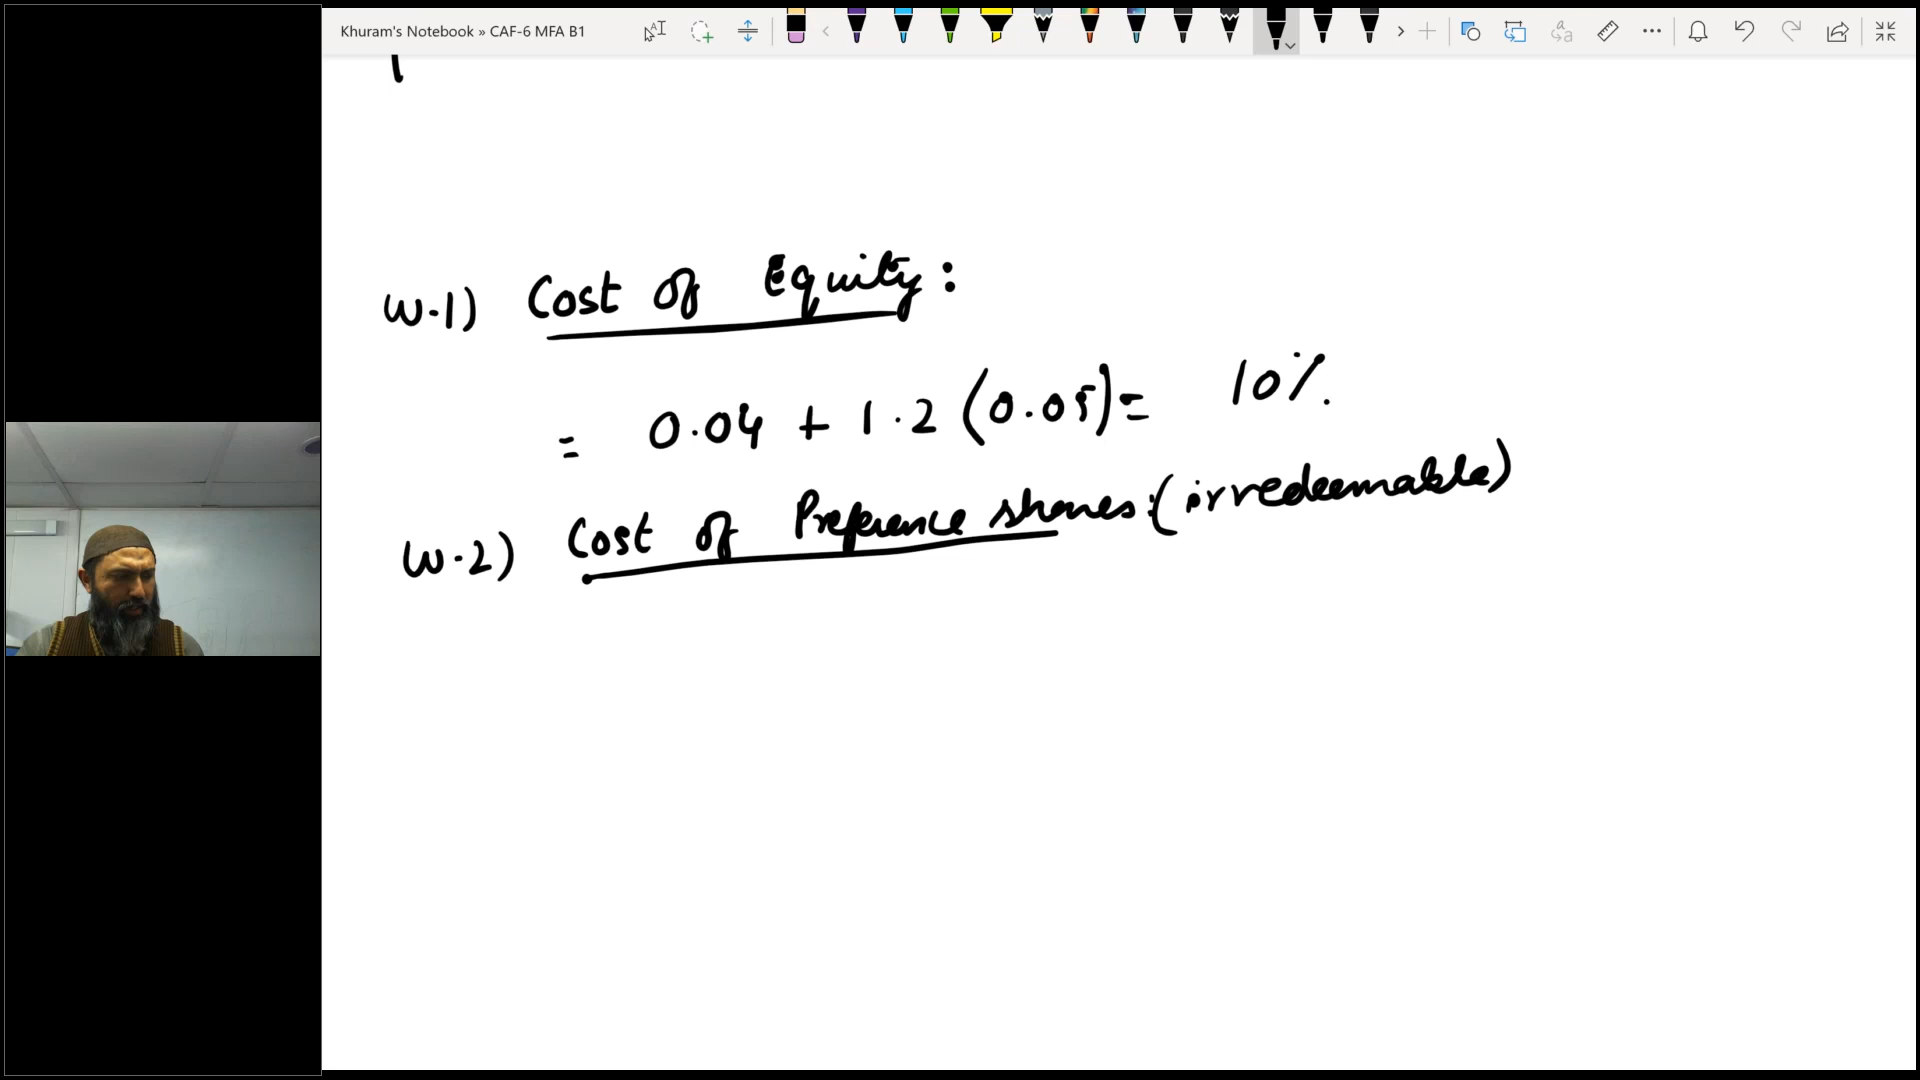 Khuram's Notebook » CAF-6 MFA B1
W.1) Cost of Equity:
= 0.04 + 1.2 (0.05) = 10%.
W.2) Cost of Preference shares: (irredeemable)